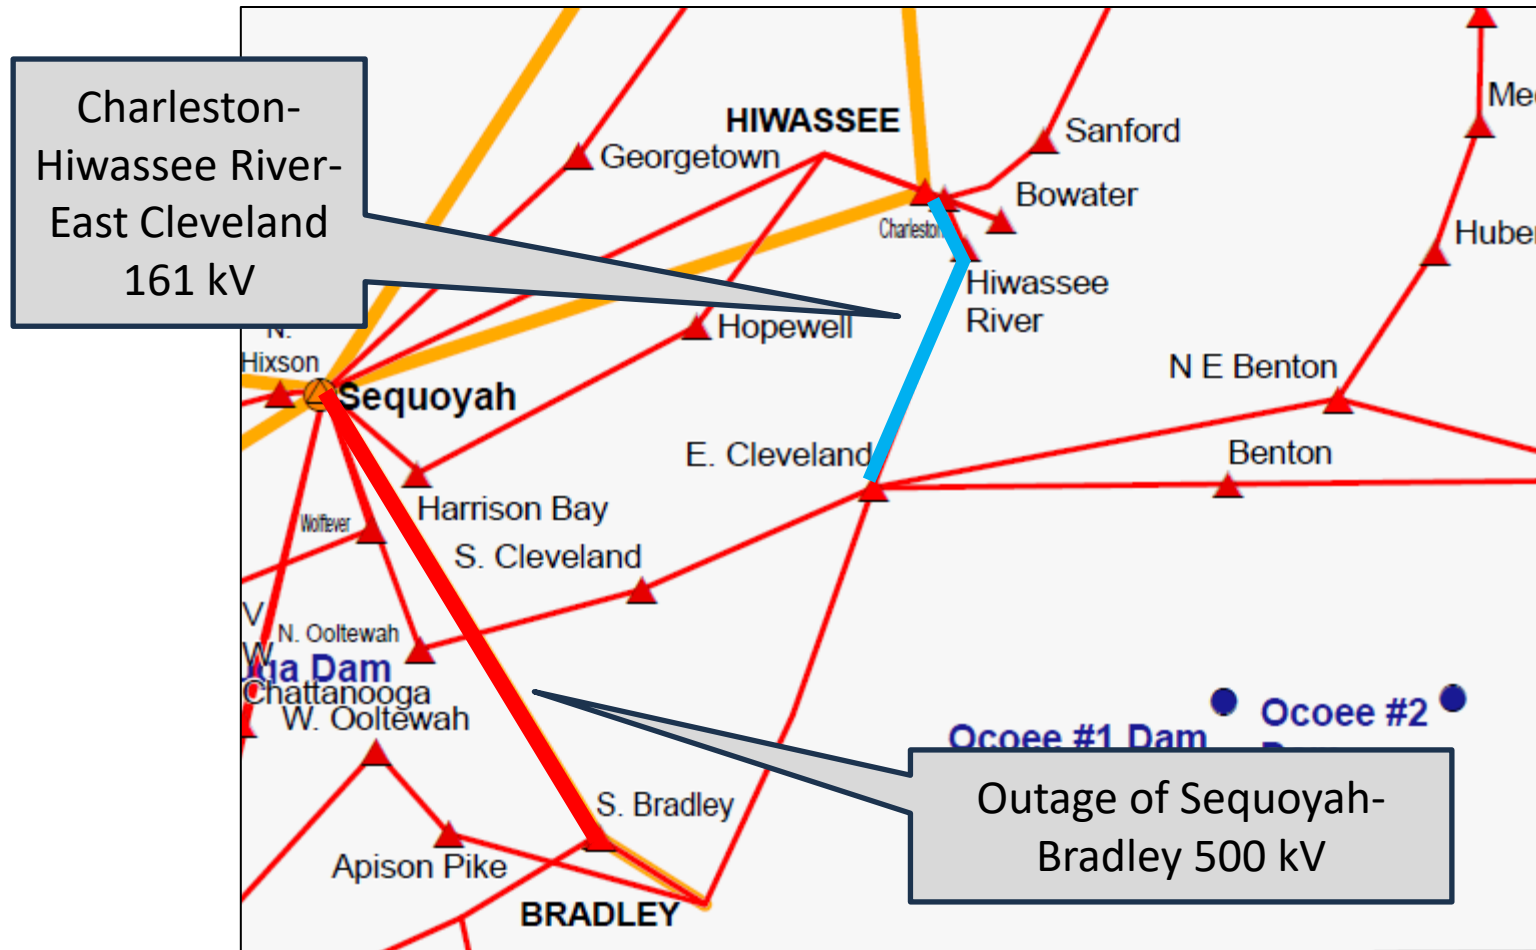 Charleston-
Hiwassee River-
East Cleveland
161 kV
HIWASSEE
Georgetown
Sanford
Bowater
Charleston
Hiwassee
River
Hopewell
N.
Hixson
Sequoyah
N E Benton
Benton
E. Cleveland
Harrison Bay
Wolftever
S. Cleveland
V
W
N. Ooltewah
Dam
Chattanooga
W. Ooltewah
Ocoee #1 Dam
Ocoee #2
S. Bradley
Apison Pike
BRADLEY
Outage of Sequoyah-
Bradley 500 kV